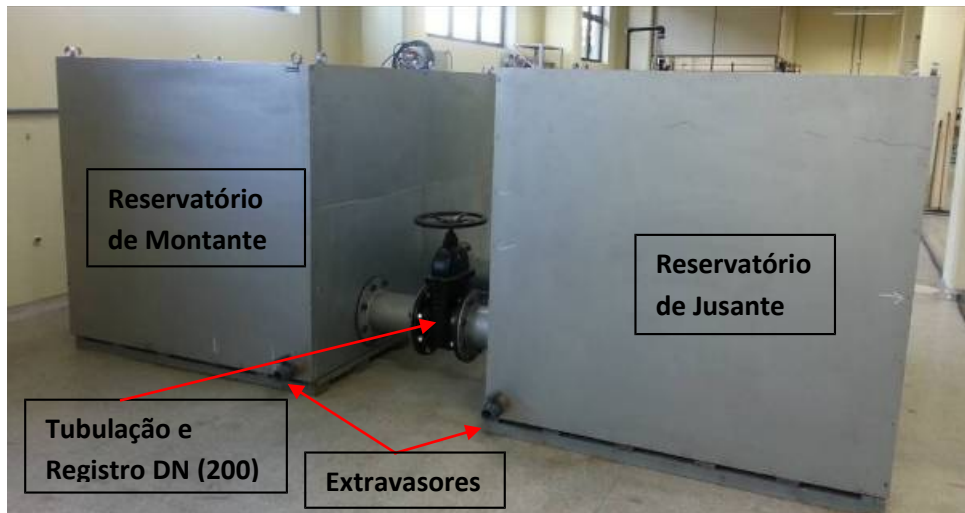 Reservatório
de Montante
Reservatório
de Jusante
Tubulação e
Registro DN (200)
Extravasores